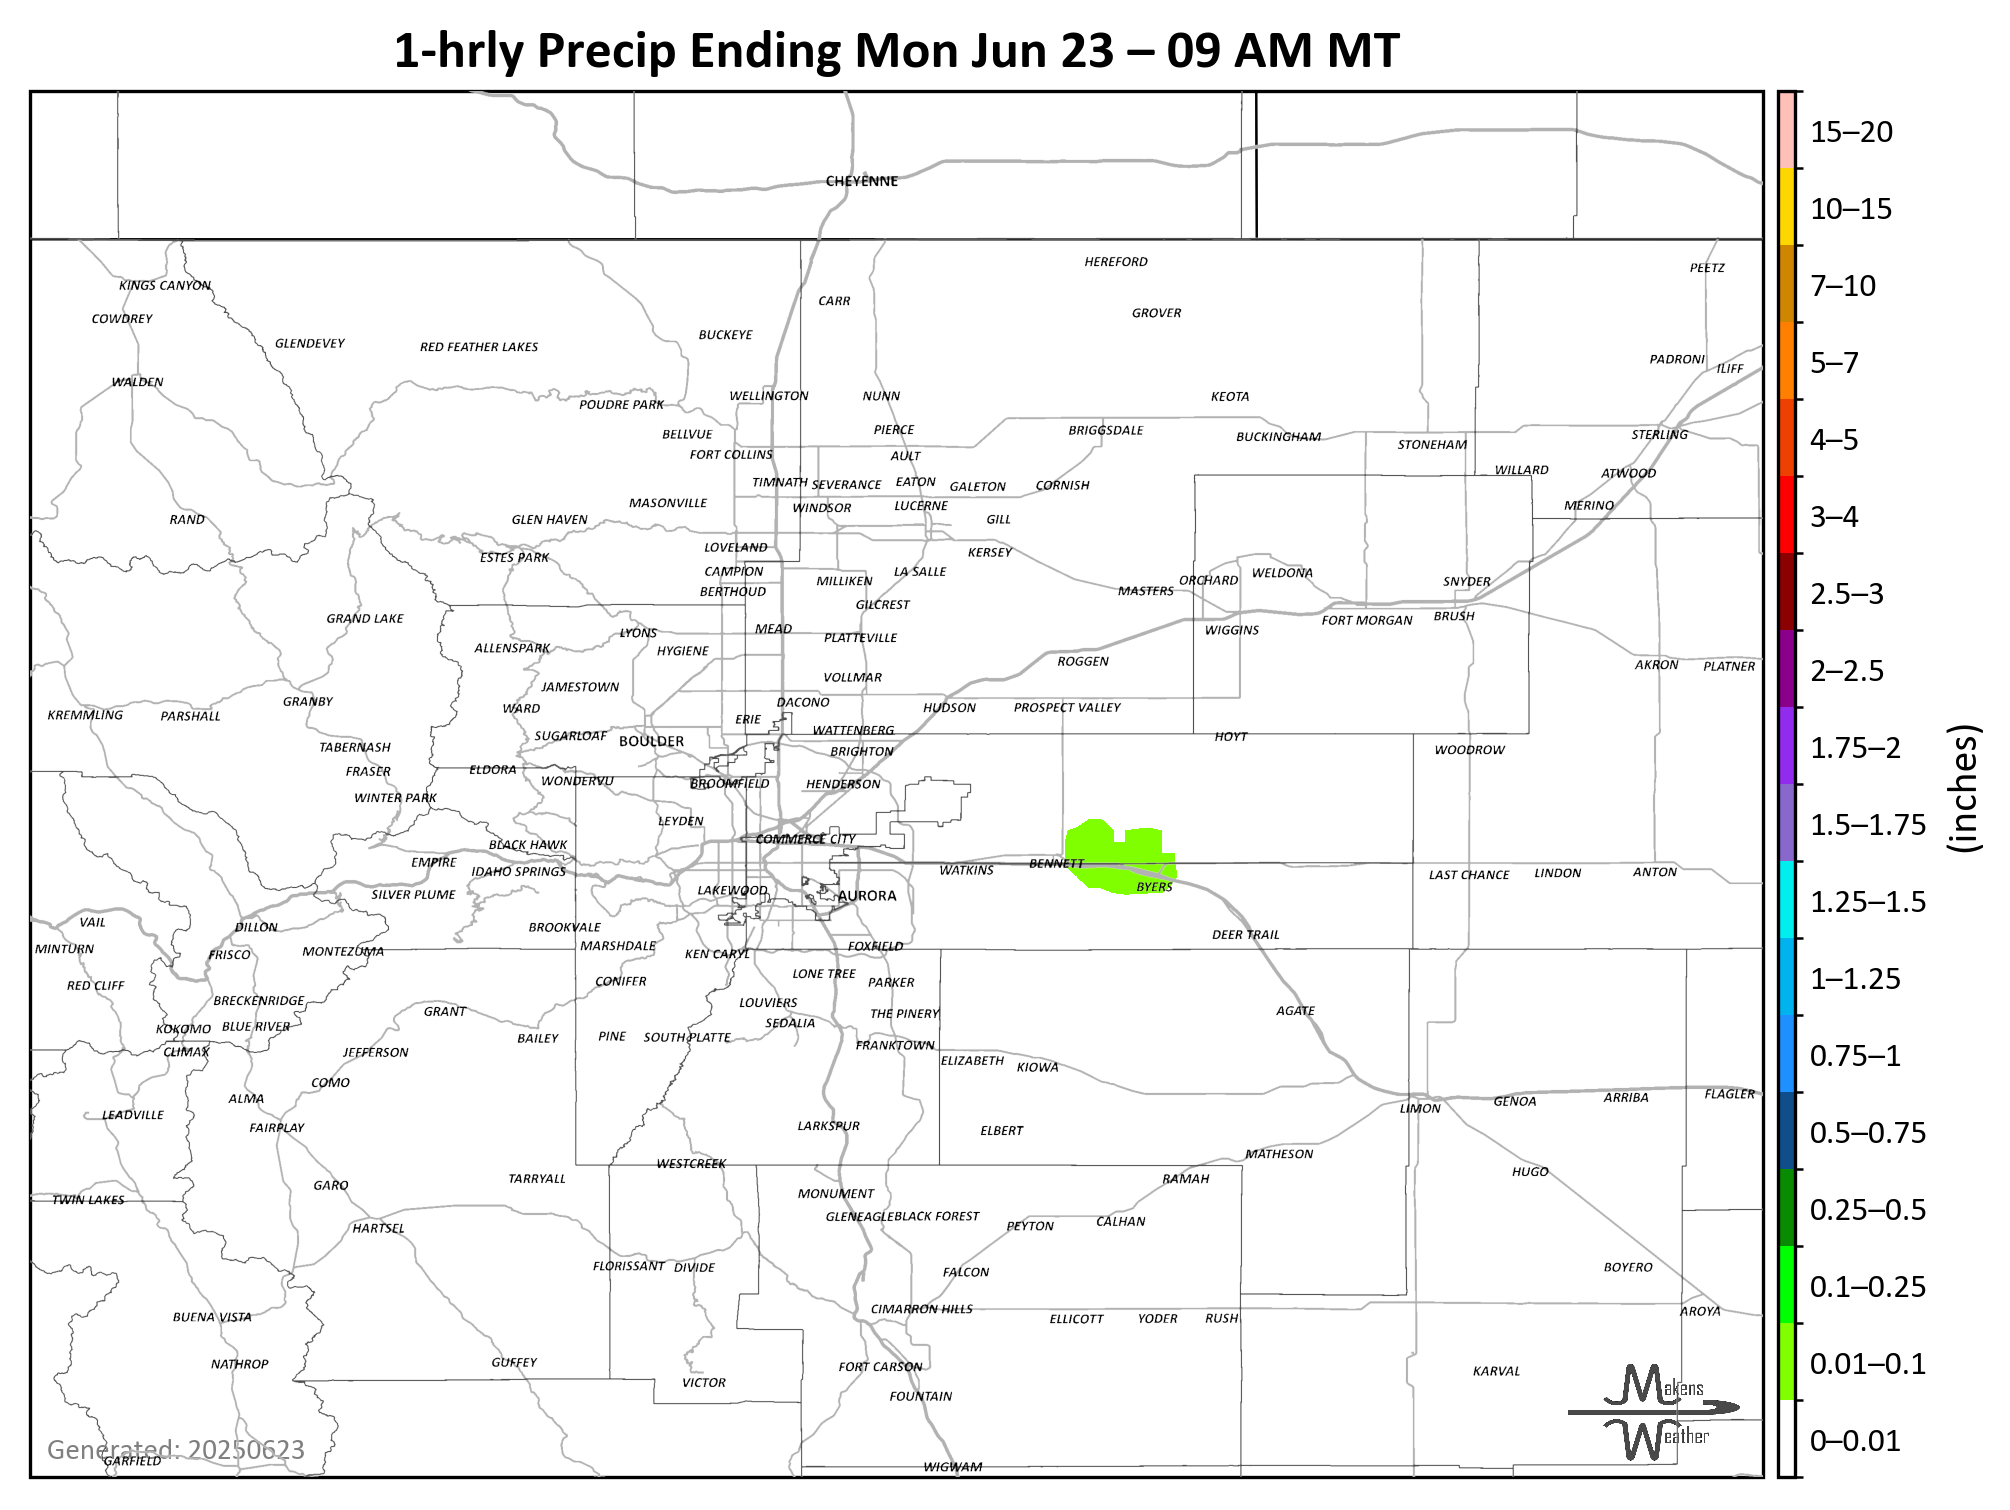 1-hrly Precip Ending Mon Jun 23 – 09 AM MT
CHEYENNE
HEREFORD
PEETZ
KINGS CANYON
CARR
GROVER
COWDREY
BUCKEYE
GLENDEVEY
RED FEATHER LAKES
PADRONI
ILIFF
WALDEN
WELLINGTON
NUNN
KEOTA
POUDRE PARK
BELLVUE
PIERCE
BRIGGSDALE
BUCKINGHAM
STERLING
FORT COLLINS
AULT
STONEHAM
WILLARD
ATWOOD
TIMNATH
SEVERANCE
EATON
GALETON
CORNISH
MASONVILLE
WINDSOR
LUCERNE
MERINO
RAND
GLEN HAVEN
GILL
LOVELAND
KERSEY
ESTES PARK
CAMPION
MILLIKEN
LA SALLE
ORCHARD
WELDONA
SNYDER
BERTHOUD
MASTERS
GILCREST
GRAND LAKE
FORT MORGAN
BRUSH
LYONS
MEAD
PLATTEVILLE
WIGGINS
ALLENSPARK
HYGIENE
ROGGEN
AKRON
PLATNER
JAMESTOWN
VOLLMAR
GRANBY
DACONO
WARD
HUDSON
PROSPECT VALLEY
KREMMLING
PARSHALL
ERIE
WATTENBERG
SUGARLOAF
BOULDER
HOYT
TABERNASH
BRIGHTON
WOODROW
FRASER
ELDORA
WONDERVU
BROOMFIELD
HENDERSON
WINTER PARK
LEYDEN
BLACK HAWK
COMMERCE CITY
EMPIRE
IDAHO SPRINGS
WATKINS
BENNETT
LAST CHANCE
LINDON
ANTON
SILVER PLUME
LAKEWOOD
AURORA
BYERS
VAIL
DILLON
BROOKVALE
DEER TRAIL
MINTURN
FRISCO
MONTEZUMA
MARSHDALE
KEN CARYL
FOXFIELD
RED CLIFF
CONIFER
LONE TREE
PARKER
BRECKENRIDGE
LOUVIERS
GRANT
THE PINERY
AGATE
KOKOMO
BLUE RIVER
SEDALIA
BAILEY
PINE
SOUTH PLATTE
CLIMAX
JEFFERSON
FRANKTOWN
ELIZABETH
KIOWA
COMO
ALMA
LIMON
GENOA
ARRIBA
FLAGLER
LEADVILLE
FAIRPLAY
LARKSPUR
ELBERT
WESTCREEK
MATHESON
HUGO
TARRYALL
GARO
MONUMENT
RAMAH
TWIN LAKES
GLENEAGLE
BLACK FOREST
HARTSEL
PEYTON
CALHAN
FLORISSANT
DIVIDE
FALCON
BOYERO
BUENA VISTA
CIMARRON HILLS
ELLICOTT
YODER
RUSH
AROYA
NATHROP
GUFFEY
FORT CARSON
KARVAL
VICTOR
FOUNTAIN
GARFIELD
WIGWAM
Generated: 20250623
Makens
Weather
15–20
10–15
7–10
5–7
4–5
3–4
2.5–3
2–2.5
1.75–2
1.5–1.75
1.25–1.5
1–1.25
0.75–1
0.5–0.75
0.25–0.5
0.1–0.25
0.01–0.1
0–0.01
(inches)